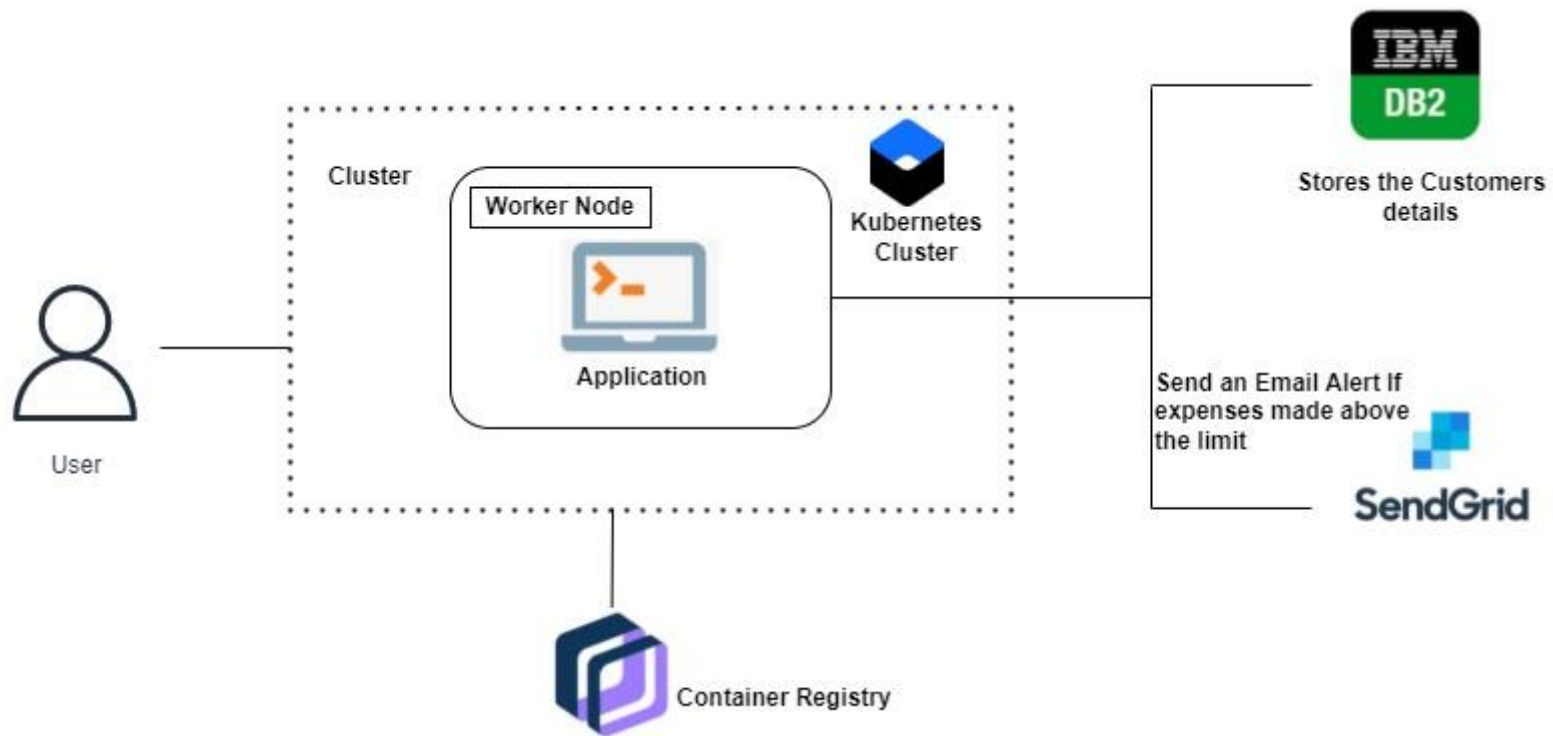 IBM
DB2
Stores the Customers
details
Cluster
Worker Node
Kubernetes
Cluster
Application
User
Send an Email Alert If
expenses made above
the limit
SendGrid
Container Registry